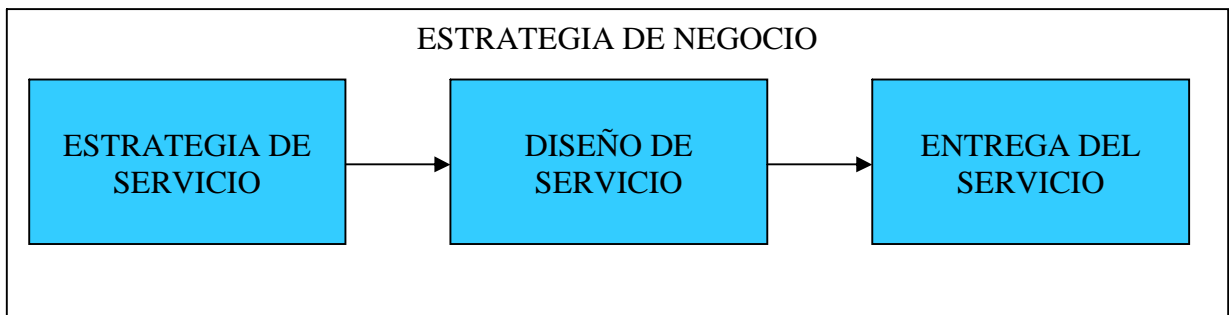 ESTRATEGIA DE NEGOCIO
ESTRATEGIA DE
SERVICIO
DISEÑO DE
SERVICIO
ENTREGA DEL
SERVICIO